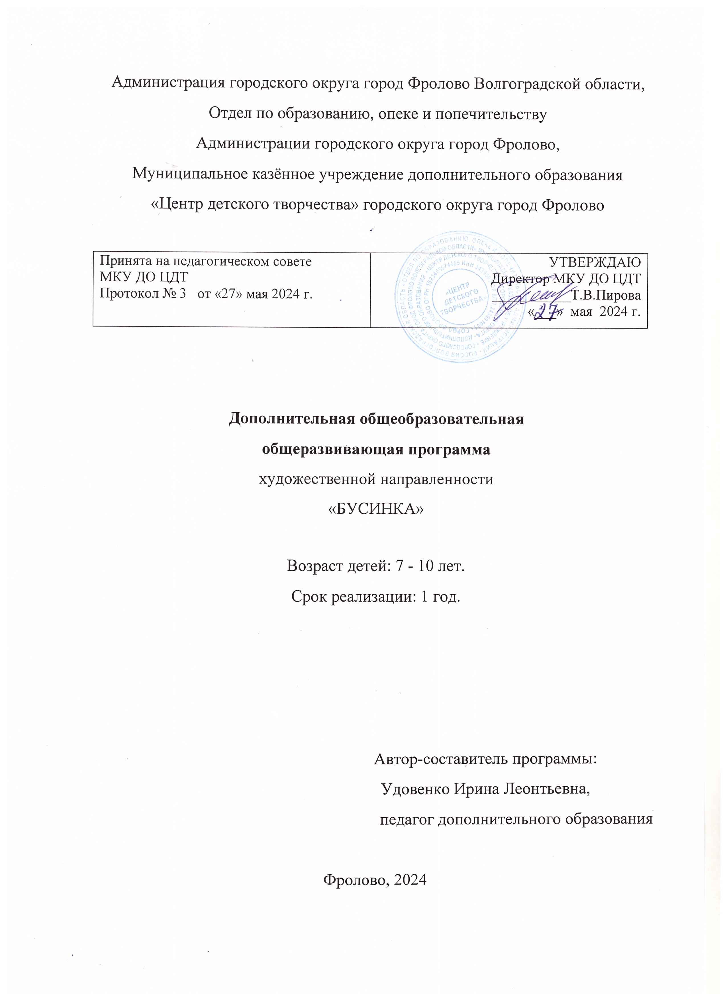 Администрация городского округа город Фролово Волгоградской области,
Отдел по образованию, опеке и попечительству
Администрации городского округа город Фролово,
Муниципальное казённое учреждение дополнительного образования
«Центр детского творчества» городского округа город Фролово
Принята на педагогическом совете
МКУ ДО ЦДТ
Протокол № 3 от «27» мая 2024 г.
УТВЕРЖДАЮ
Директор МКУ ДО ЦДТ
Т.В.Пирова
«27» мая 2024 г.
«ЦЕНТР
ДЕТСКОГО
ТВОРЧЕСТВА»
Дополнительная общеобразовательная
общеразвивающая программа
художественной направленности
«БУСИНКА»
Возраст детей: 7 - 10 лет.
Срок реализации: 1 год.
Автор-составитель программы:
Удовенко Ирина Леонтьевна,
педагог дополнительного образования
Фролово, 2024